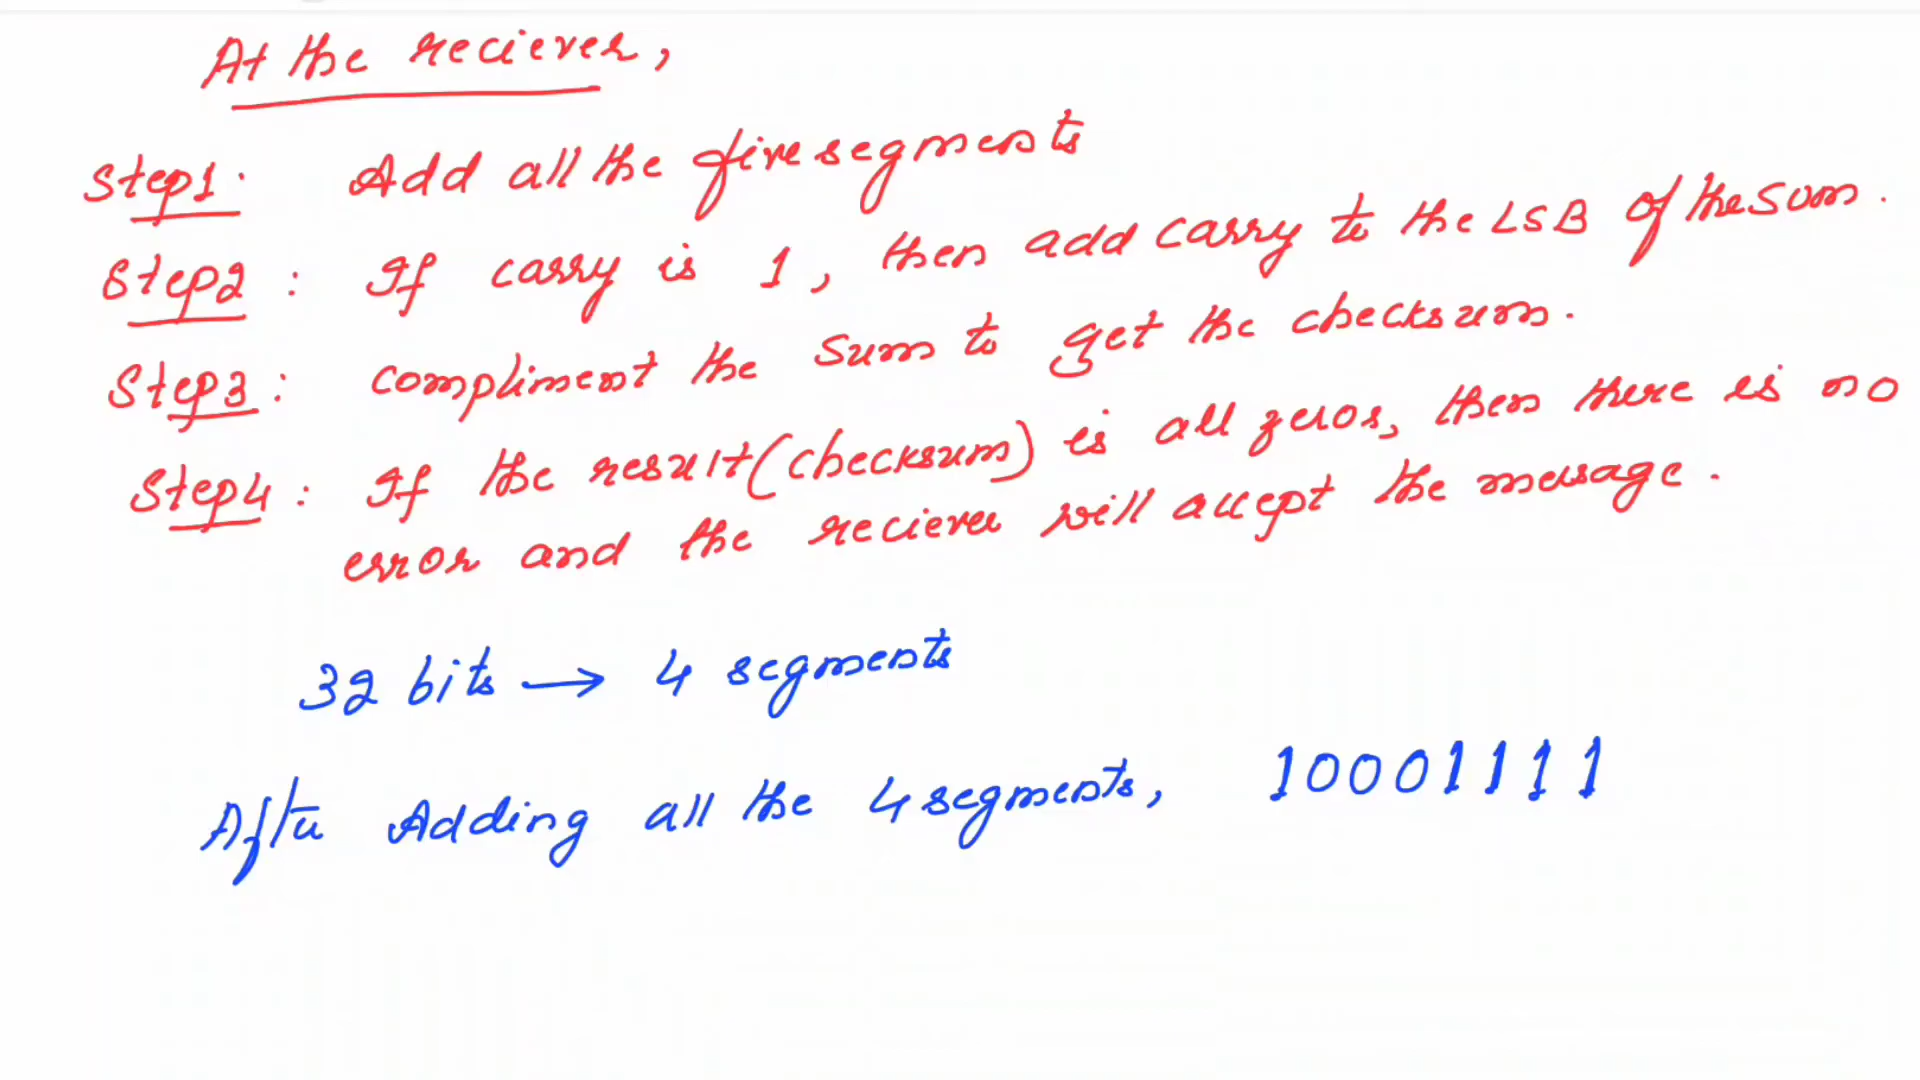 At the reciever,
Step1: Add all the five segments
Step2: If carry is 1, then add carry to the LSB of the sum.
Step3: compliment the sum to get the checksum.
Step4: If the result (checksum) is all zeros, then there is no
error and the reciever will accept the message.
32 bits → 4 segments
After Adding all the 4 segments, 10001111